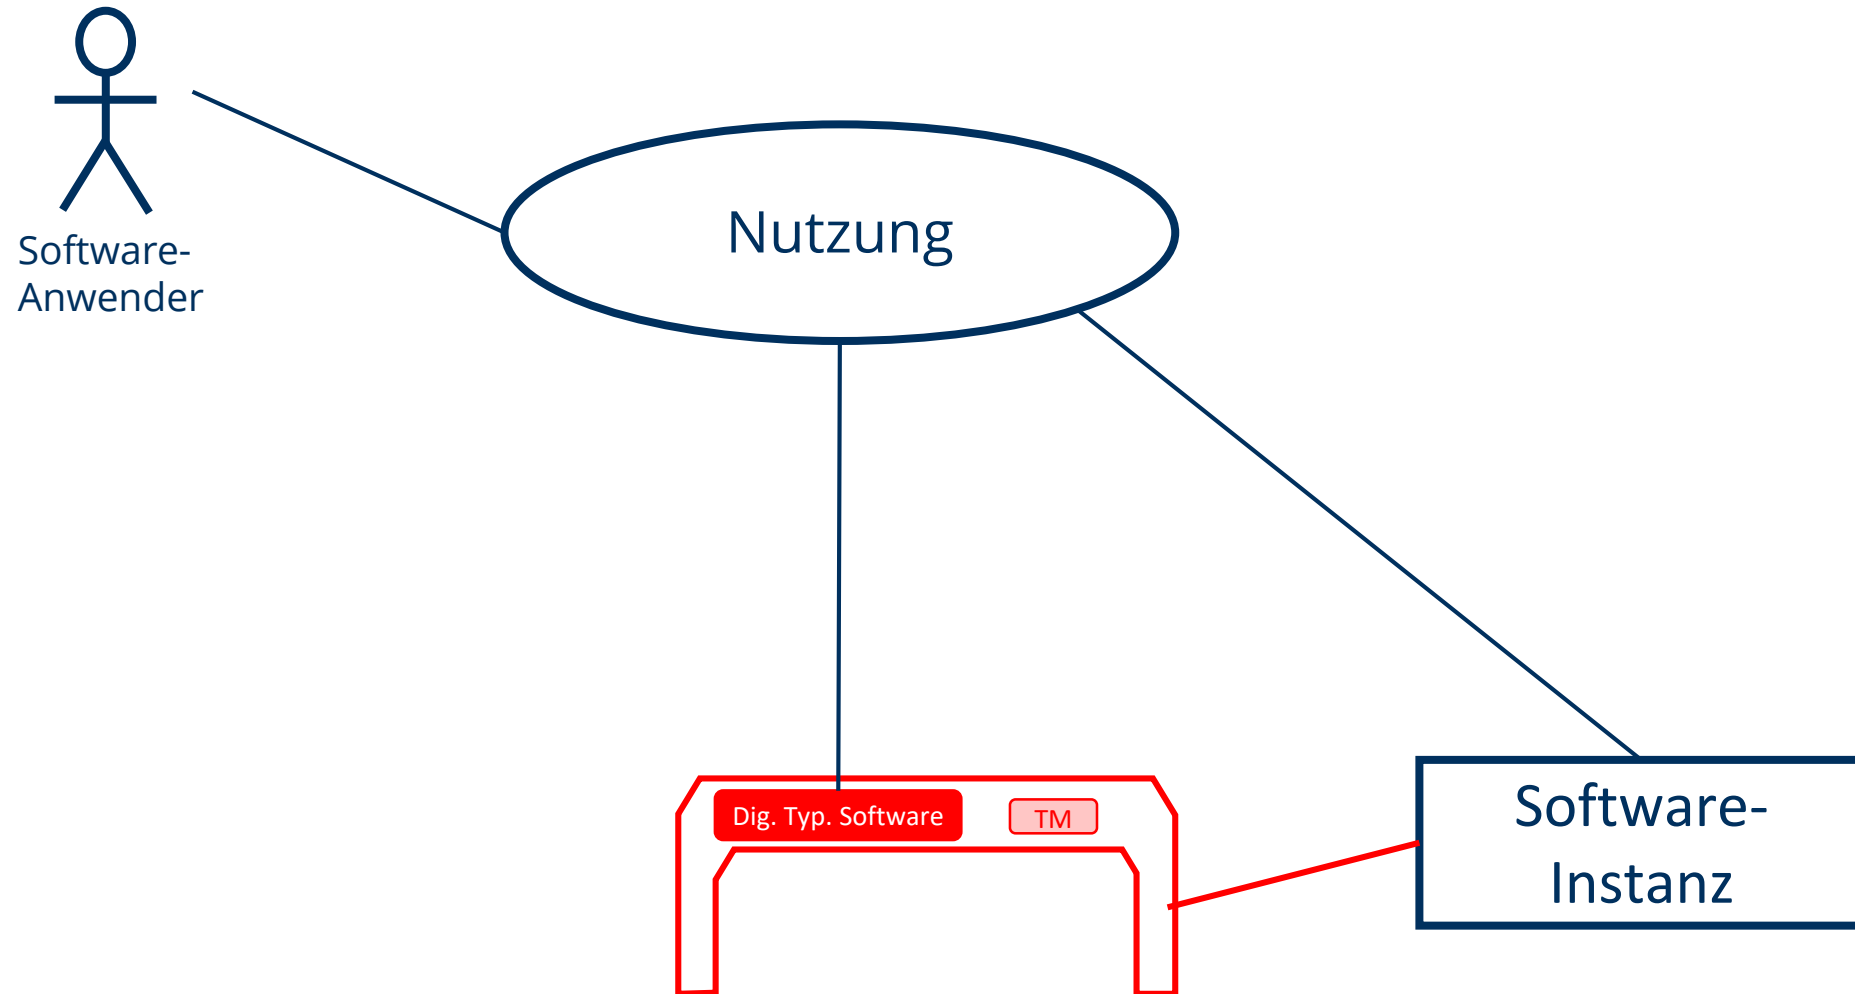 Software-
Anwender
Nutzung
Dig. Typ. Software
TM
Software-
Instanz